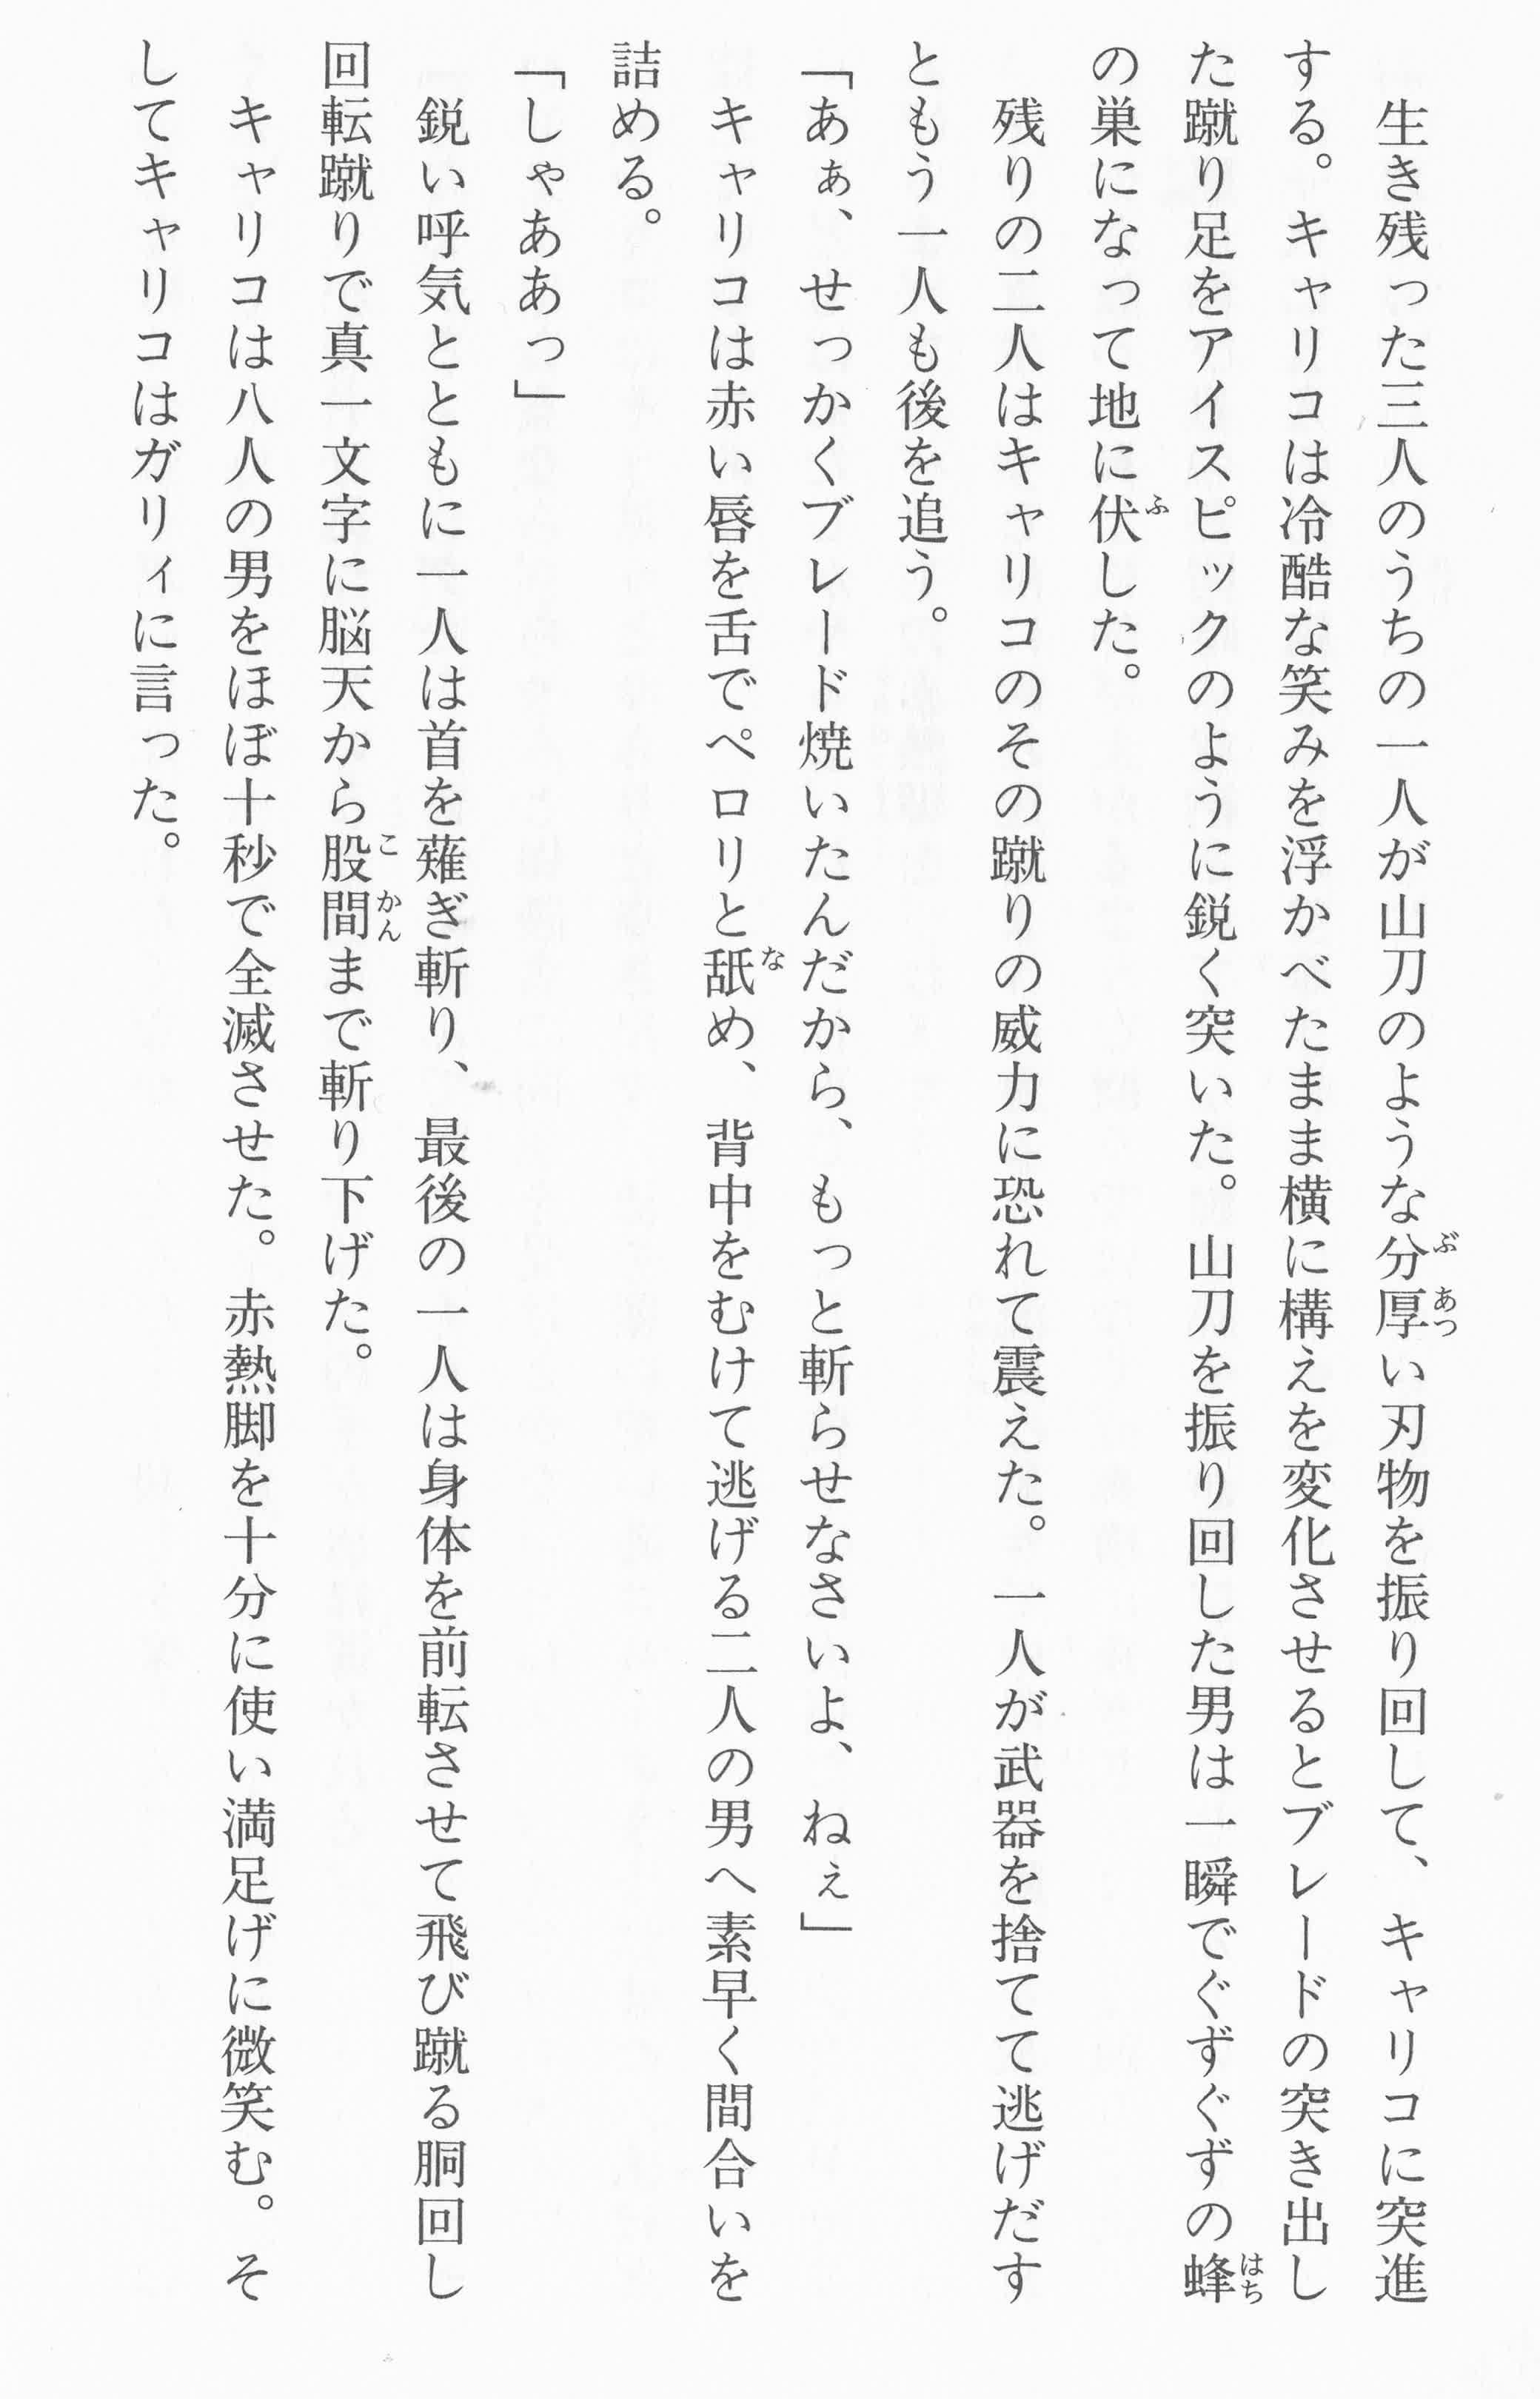 生き残った三人のうちの一人が山刀のような分厚い刃物を振り回して、キャリコに突進
する。キャリコは冷酷な笑みを浮かべたまま横に構えを変化させるとブレードの突き出し
た蹴り足をアイスピックのように鋭く突いた。山刀を振り回した男は一瞬でぐずぐずの蜂
の巣になって地に伏した。
　残りの二人はキャリコのその蹴りの威力に恐れて震えた。一人が武器を捨てて逃げだす
ともう一人も後を追う。
「あぁ、せっかくブレード焼いたんだから、もっと斬らせなさいよ、ねぇ」
　キャリコは赤い唇を舌でペロリと舐め、背中をむけて逃げる二人の男へ素早く間合いを
詰める。
「しゃああっ」
　鋭い呼気とともに一人は首を薙ぎ斬り、最後の一人は身体を前転させて飛び蹴る胴回し
回転蹴りで真一文字に脳天から股間まで斬り下げた。
　キャリコは八人の男をほぼ十秒で全滅させた。赤熱脚を十分に使い満足げに微笑む。そ
してキャリコはガリィに言った。